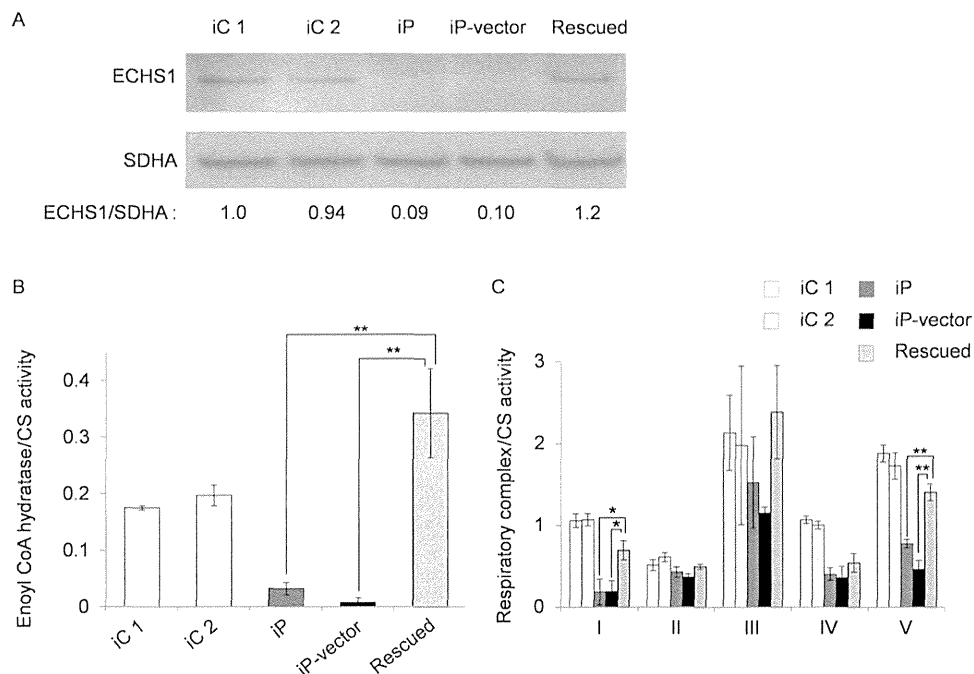 A
iC 1 iC 2 iP iP-vector Rescued
ECHS1
SDHA
ECHS1/SDHA : 1.0 0.94 0.09 0.10 1.2
B
Enoyl CoA hydratase/CS activity
0.4
0.3
0.2
0.1
0
**
**
iC 1 iC 2 iP iP-vector Rescued
C
iC 1 iP
iC 2 iP-vector
Rescued
Respiratory complex/CS activity
3
2
1
0
*
*
**
**
I II III IV V